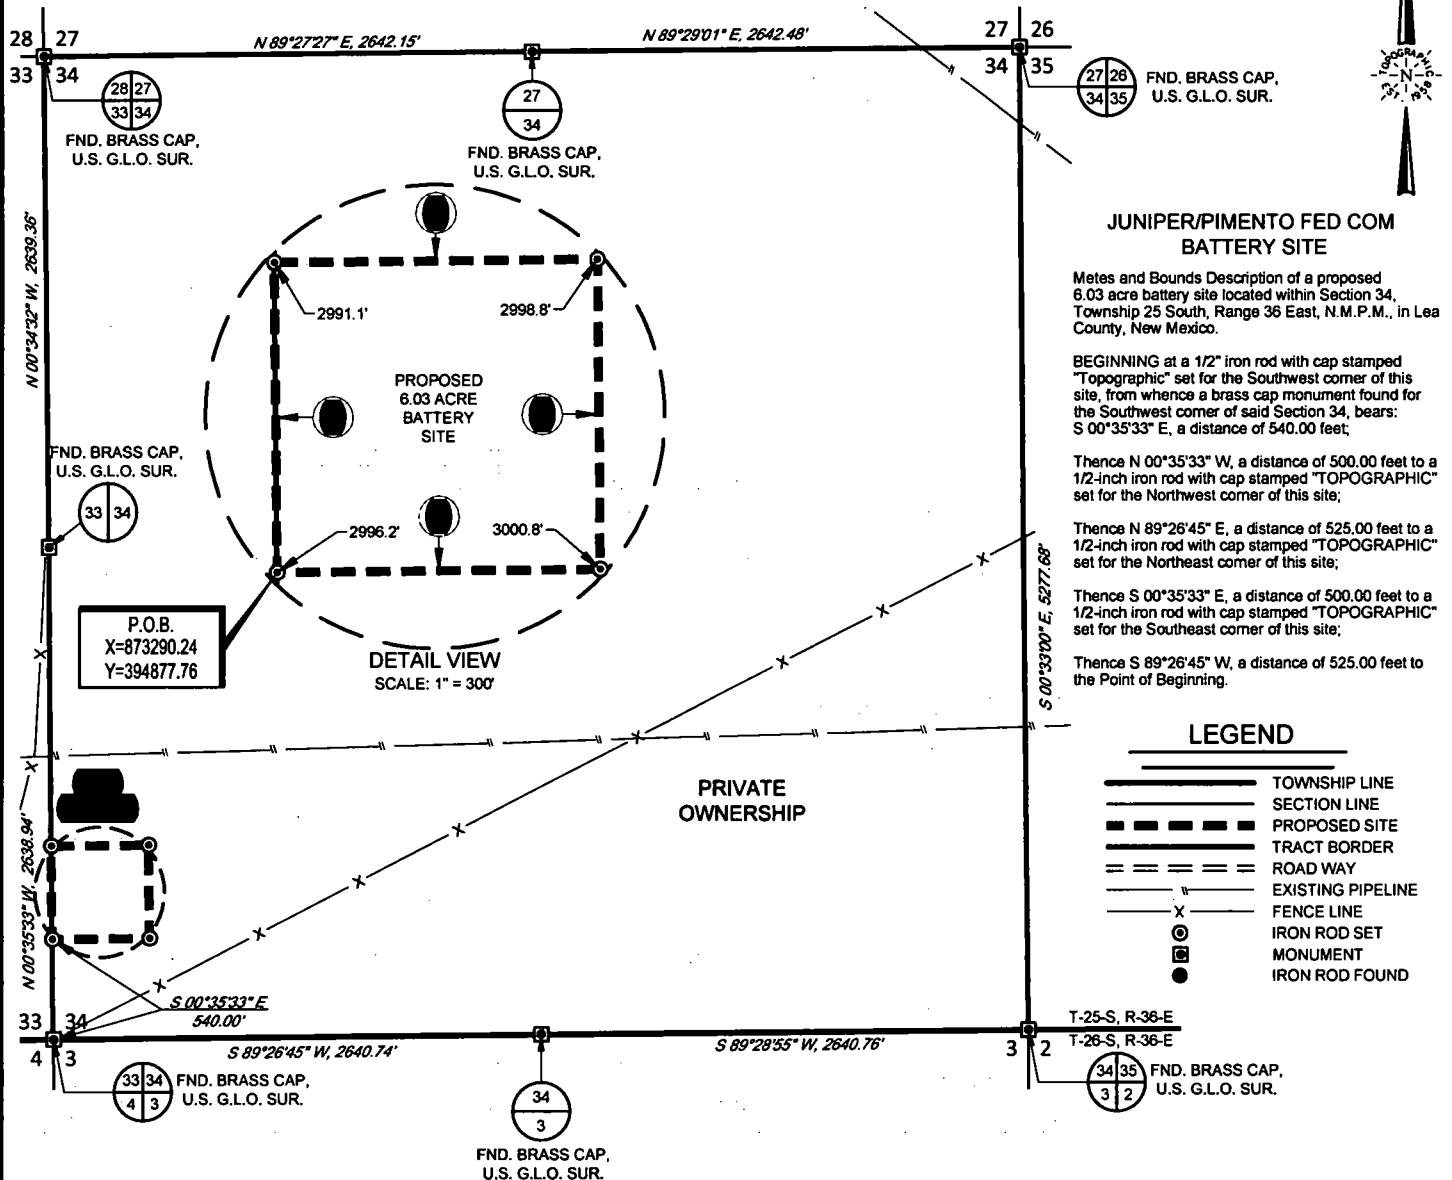 28 27
33 34
N 89°27'27" E, 2642.15'
N 89°29'01" E, 2642.48'
27 26
34 35
28 27
33 34
FND. BRASS CAP,
U.S. G.L.O. SUR.
27
34
FND. BRASS CAP,
U.S. G.L.O. SUR.
27 26
34 35
FND. BRASS CAP,
U.S. G.L.O. SUR.
TOPOGRAPHIC
N
EST 1958
N 00°34'32" W, 2639.36'
2991.1'
2998.8'
PROPOSED
6.03 ACRE
BATTERY
SITE
2996.2'
3000.8'
FND. BRASS CAP,
U.S. G.L.O. SUR.
33 34
P.O.B.
X=873290.24
Y=394877.76
DETAIL VIEW
SCALE: 1" = 300'
S 00°33'00" E, 5277.68'
PRIVATE
OWNERSHIP
N 00°35'33" W, 2638.94'
S 00°35'33" E
540.00'
33 34
4 3
S 89°26'45" W, 2640.74'
S 89°28'55" W, 2640.76'
3 2
T-25-S, R-36-E
T-26-S, R-36-E
33 34
4 3
FND. BRASS CAP,
U.S. G.L.O. SUR.
34
3
FND. BRASS CAP,
U.S. G.L.O. SUR.
34 35
3 2
FND. BRASS CAP,
U.S. G.L.O. SUR.
JUNIPER/PIMENTO FED COM
BATTERY SITE
Metes and Bounds Description of a proposed
6.03 acre battery site located within Section 34,
Township 25 South, Range 36 East, N.M.P.M., in Lea
County, New Mexico.
BEGINNING at a 1/2" iron rod with cap stamped
"Topographic" set for the Southwest corner of this
site, from whence a brass cap monument found for
the Southwest corner of said Section 34, bears:
S 00°35'33" E, a distance of 540.00 feet;
Thence N 00°35'33" W, a distance of 500.00 feet to a
1/2-inch iron rod with cap stamped "TOPOGRAPHIC"
set for the Northwest corner of this site;
Thence N 89°26'45" E, a distance of 525.00 feet to a
1/2-inch iron rod with cap stamped "TOPOGRAPHIC"
set for the Northeast corner of this site;
Thence S 00°35'33" E, a distance of 500.00 feet to a
1/2-inch iron rod with cap stamped "TOPOGRAPHIC"
set for the Southeast corner of this site;
Thence S 89°26'45" W, a distance of 525.00 feet to
the Point of Beginning.
LEGEND
TOWNSHIP LINE
SECTION LINE
PROPOSED SITE
TRACT BORDER
ROAD WAY
EXISTING PIPELINE
FENCE LINE
IRON ROD SET
MONUMENT
IRON ROD FOUND